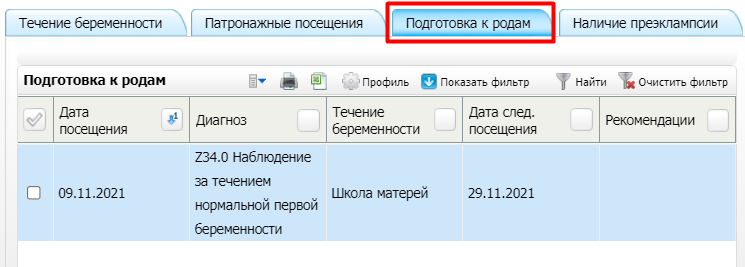 Течение беременности Патронажные посещения Подготовка к родам Наличие преэклампсии
Подготовка к родам Профиль Показать фильтр Найти Очистить фильтр
Дата посещения 1 Диагноз Течение беременности Дата след. посещения Рекомендации
09.11.2021
Z34.0 Наблюдение
за течением
нормальной первой
беременности
Школа матерей
29.11.2021